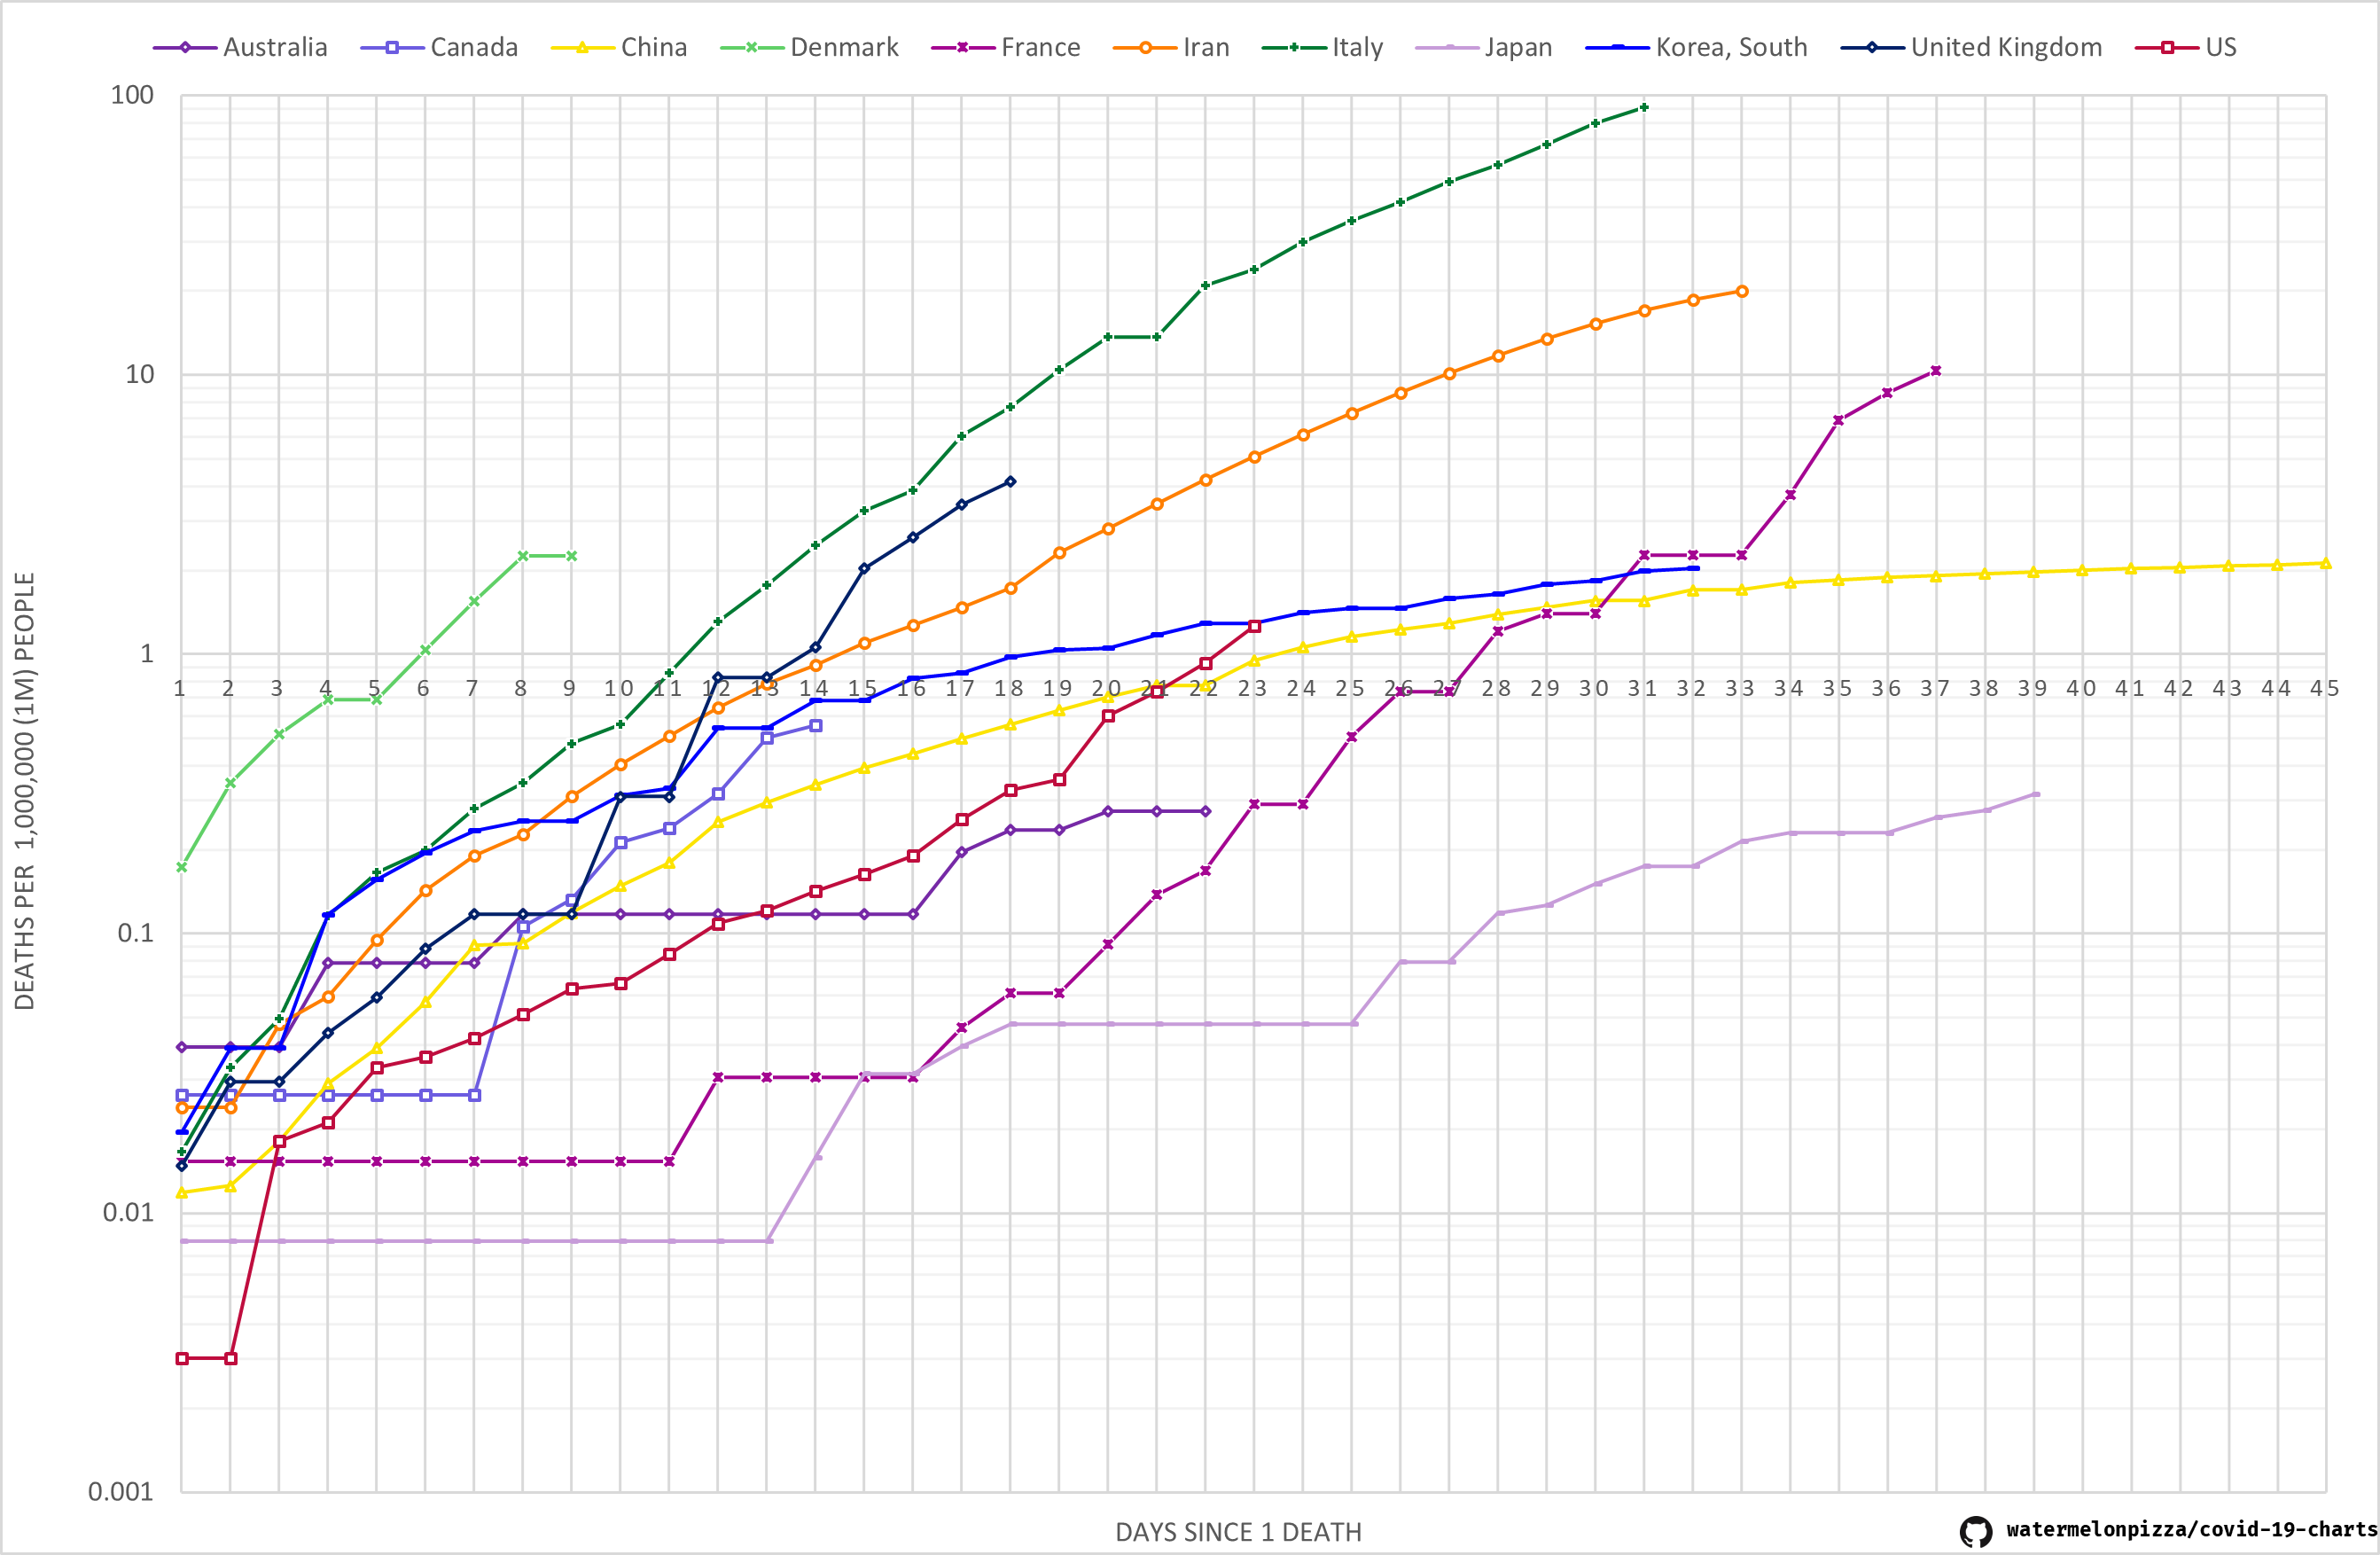 Australia Canada China Denmark France Iran Italy Japan Korea, South United Kingdom US
100
10
1
1 2 3 4 5 6 7 8 9 10 11 12 13 14 15 16 17 18 19 20 21 22 23 24 25 26 27 28 29 30 31 32 33 34 35 36 37 38 39 40 41 42 43 44 45
0.1
0.01
0.001
DEATHS PER 1,000,000 (1M) PEOPLE
DAYS SINCE 1 DEATH
watermelonpizza/covid-19-charts